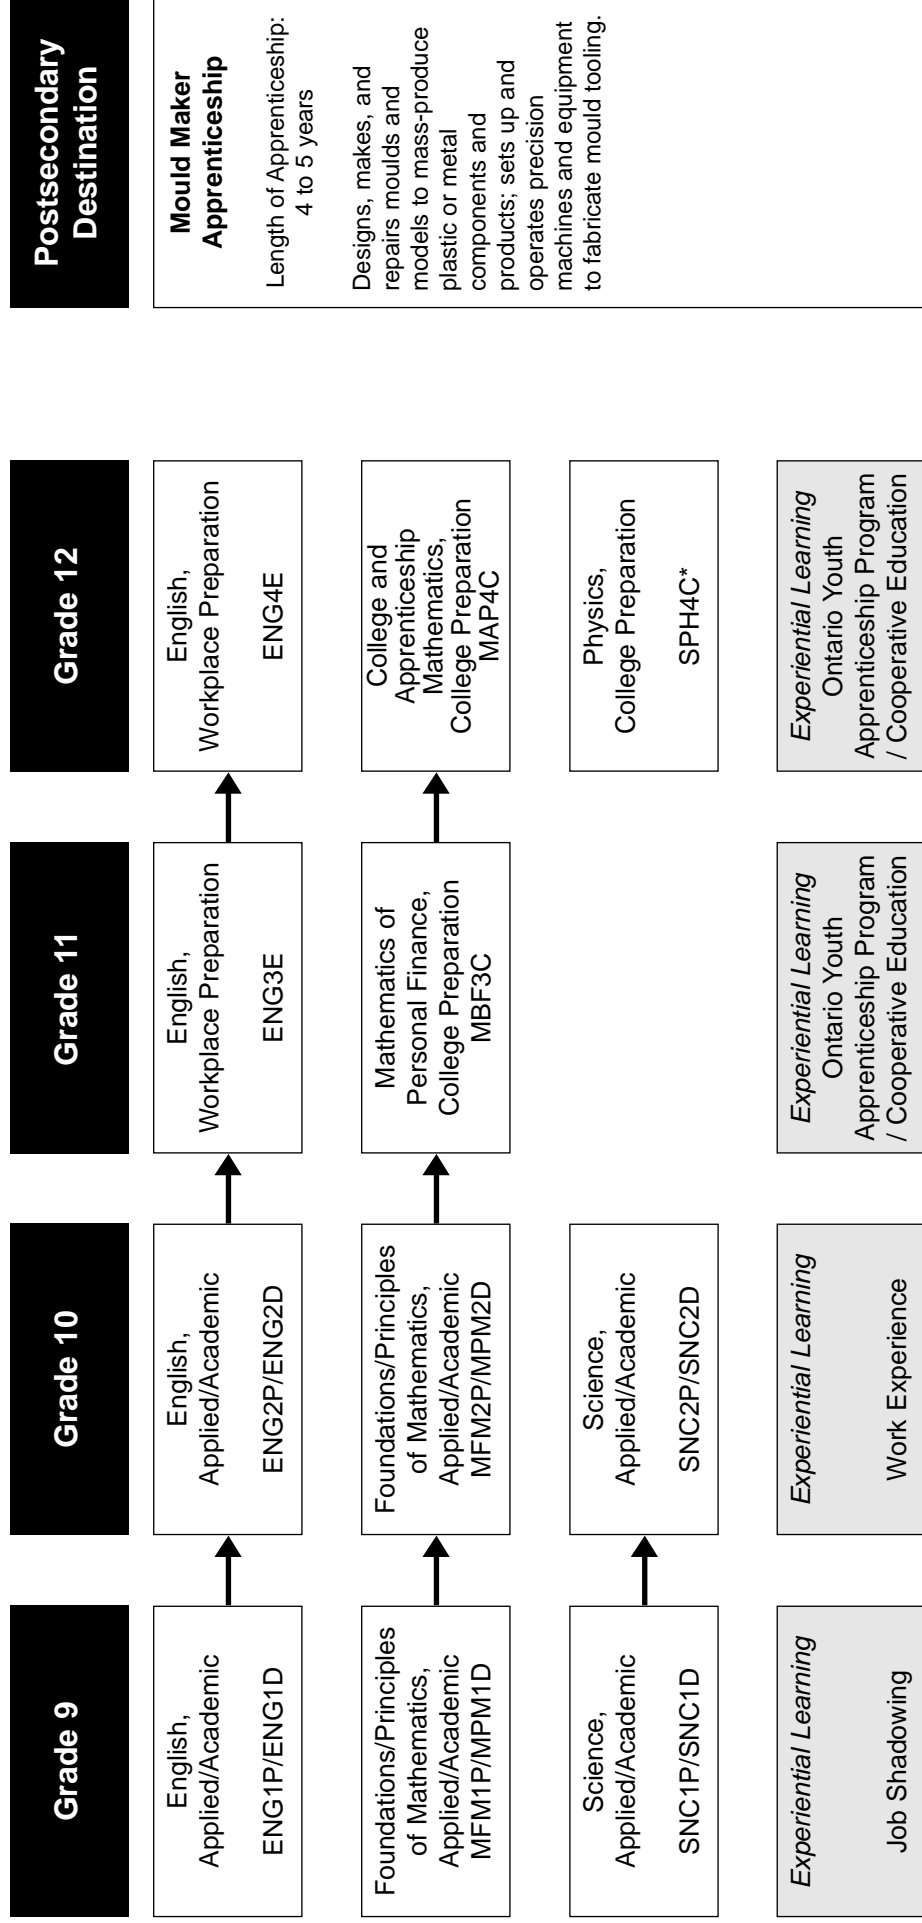 Grade 9
Grade 10
Grade 11
Grade 12
Postsecondary
Destination
English,
Applied/Academic
ENG1P/ENG1D
English,
Applied/Academic
ENG2P/ENG2D
English,
Workplace Preparation
ENG3E
English,
Workplace Preparation
ENG4E
Mould Maker
Apprenticeship
Length of Apprenticeship:
4 to 5 years
Designs, makes, and
repairs moulds and
models to mass-produce
plastic or metal
components and
products; sets up and
operates precision
machines and equipment
to fabricate mould tooling.
Foundations/Principles
of Mathematics,
Applied/Academic
MFM1P/MPM1D
Foundations/Principles
of Mathematics,
Applied/Academic
MFM2P/MPM2D
Mathematics of
Personal Finance,
College Preparation
MBF3C
College and
Apprenticeship
Mathematics,
College Preparation
MAP4C
Science,
Applied/Academic
SNC1P/SNC1D
Science,
Applied/Academic
SNC2P/SNC2D
Physics,
College Preparation
SPH4C*
Experiential Learning
Job Shadowing
Experiential Learning
Work Experience
Experiential Learning
Ontario Youth
Apprenticeship Program
/ Cooperative Education
Experiential Learning
Ontario Youth
Apprenticeship Program
/ Cooperative Education